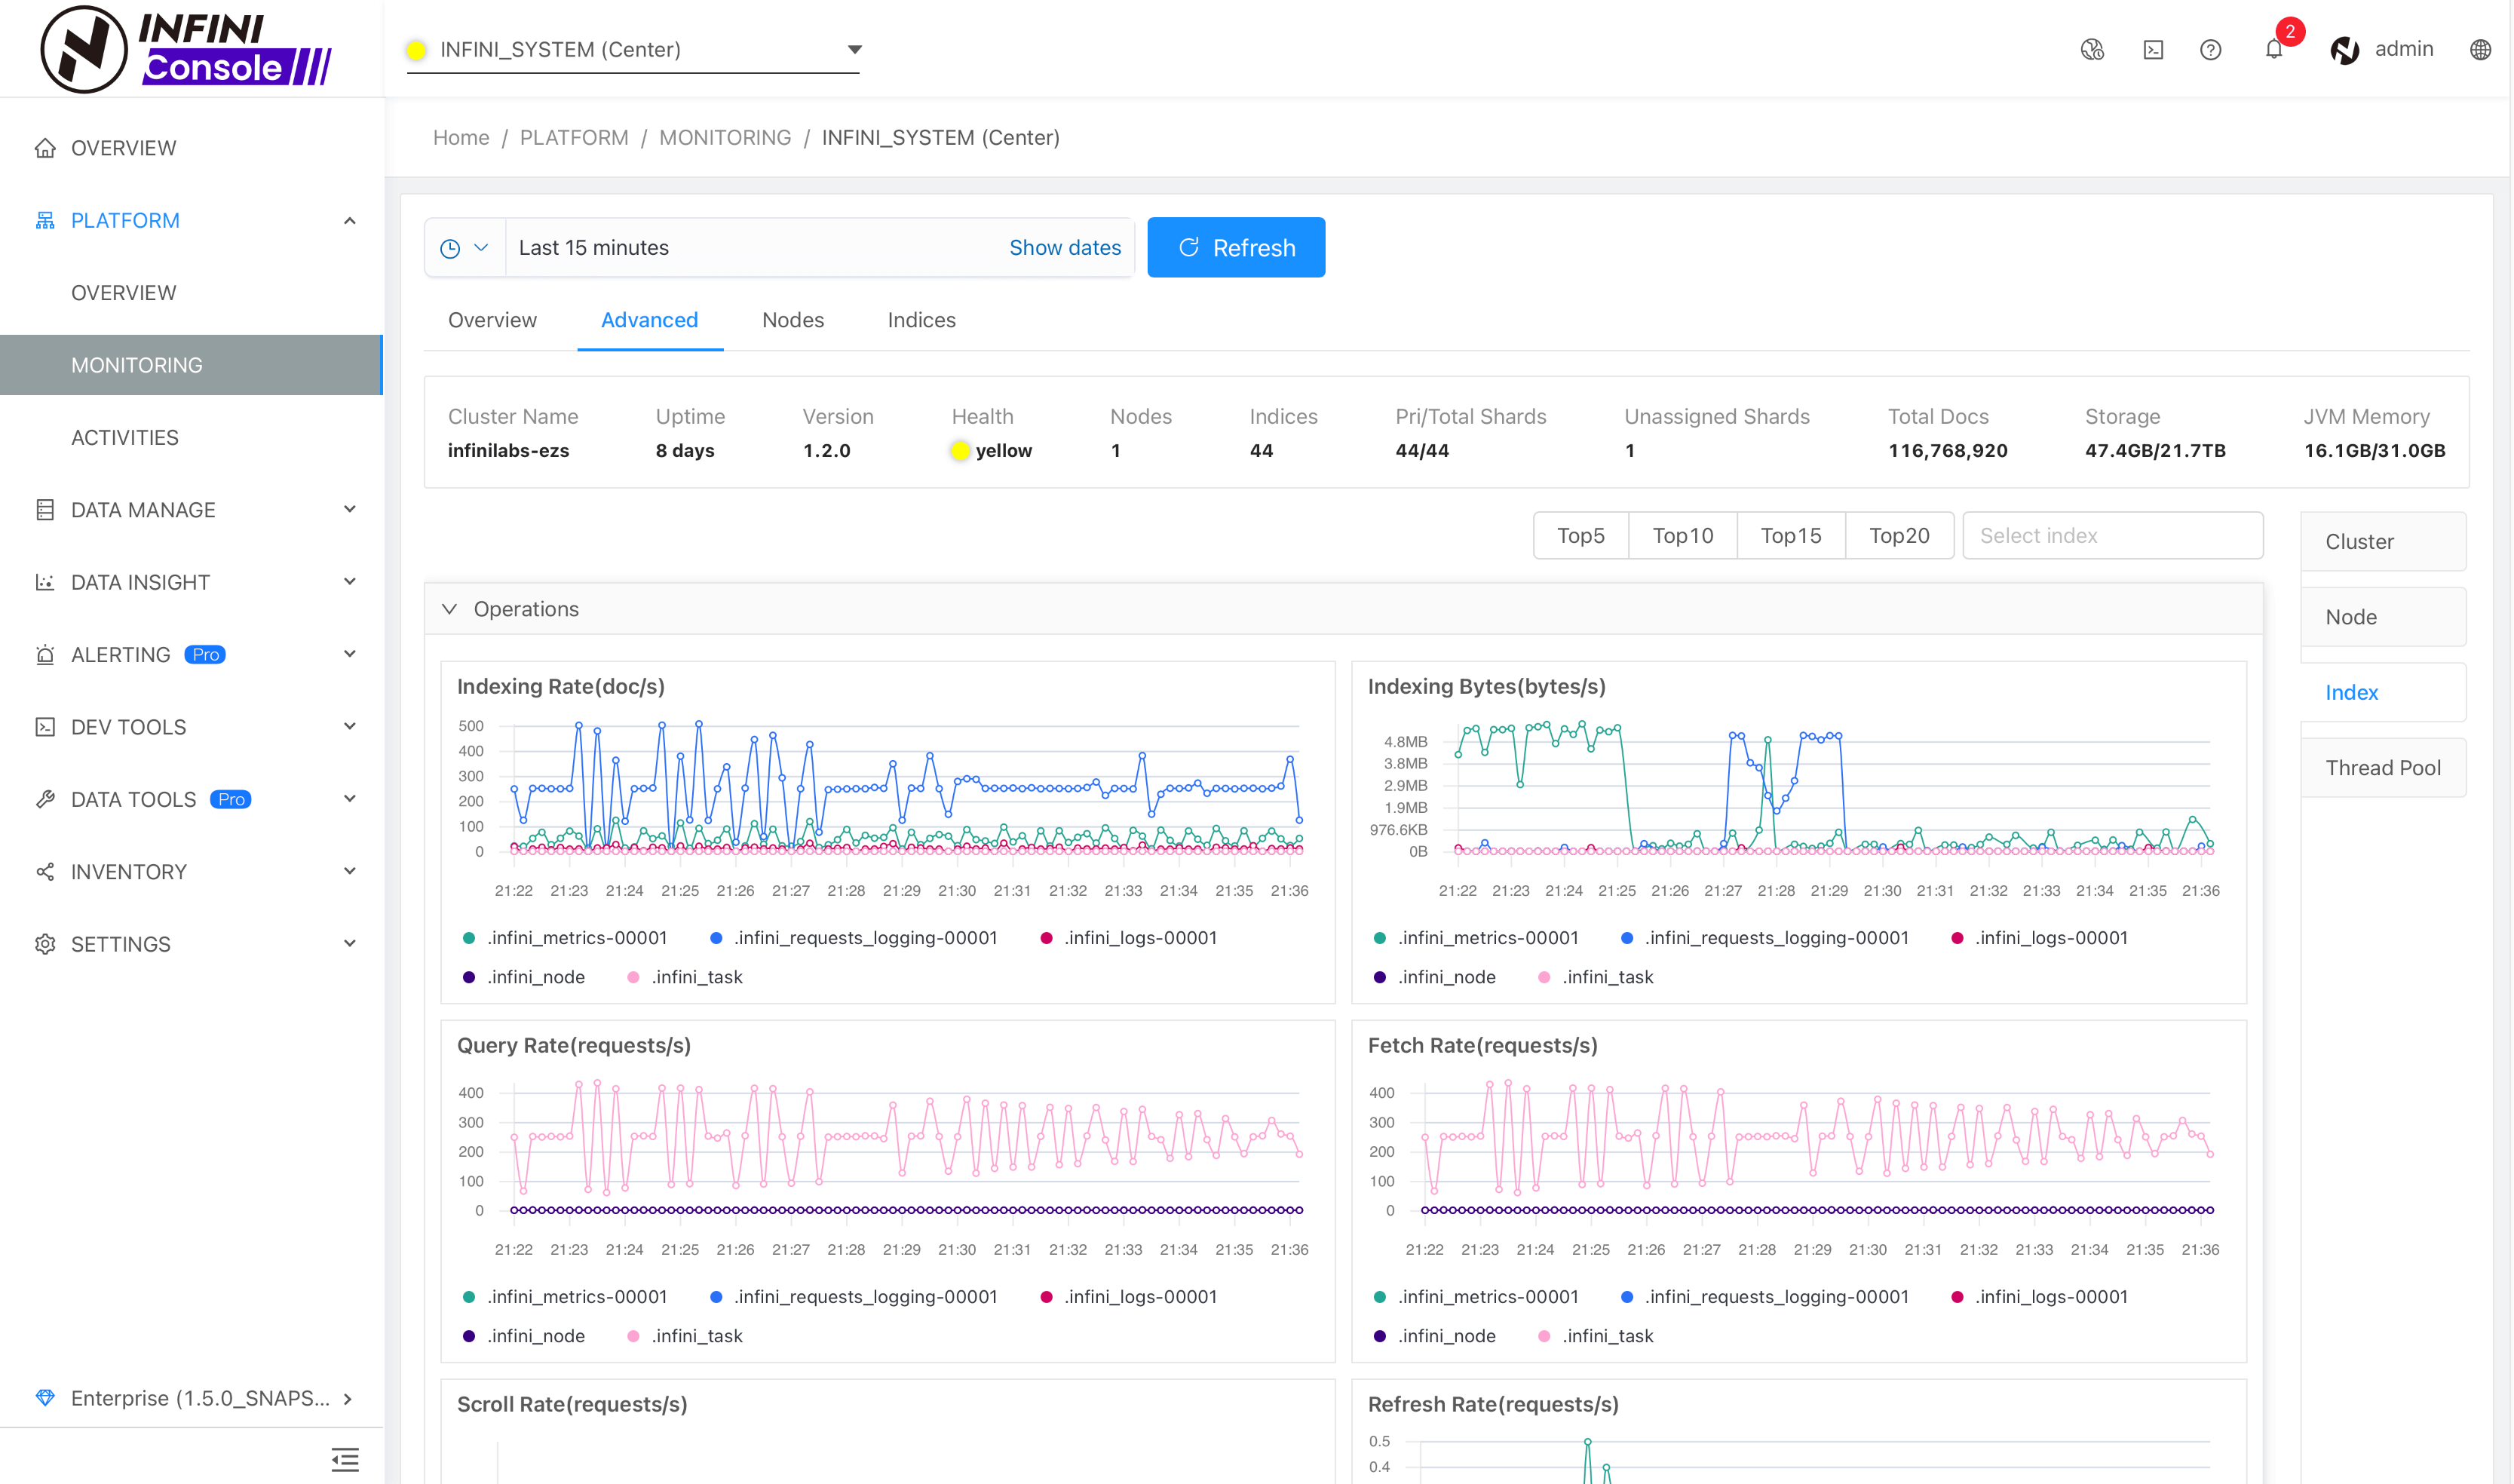 INFINI
Console
INFINI_SYSTEM (Center)
2
admin
OVERVIEW
PLATFORM
OVERVIEW
MONITORING
ACTIVITIES
DATA MANAGE
DATA INSIGHT
ALERTING Pro
DEV TOOLS
DATA TOOLS Pro
INVENTORY
SETTINGS
Enterprise (1.5.0_SNAPS...
Home / PLATFORM / MONITORING / INFINI_SYSTEM (Center)
Last 15 minutes Show dates Refresh
Overview Advanced Nodes Indices
Cluster Name Uptime Version Health Nodes Indices Pri/Total Shards Unassigned Shards Total Docs Storage JVM Memory
infinilabs-ezs 8 days 1.2.0 yellow 1 44 44/44 1 116,768,920 47.4GB/21.7TB 16.1GB/31.0GB
Top5 Top10 Top15 Top20 Select index
Cluster
Node
Index
Thread Pool
Operations
Indexing Rate(doc/s)
500
400
300
200
100
0
21:22 21:23 21:24 21:25 21:26 21:27 21:28 21:29 21:30 21:31 21:32 21:33 21:34 21:35 21:36
.infini_metrics-00001 .infini_requests_logging-00001 .infini_logs-00001
.infini_node .infini_task
Indexing Bytes(bytes/s)
4.8MB
3.8MB
2.9MB
1.9MB
976.6KB
0B
21:22 21:23 21:24 21:25 21:26 21:27 21:28 21:29 21:30 21:31 21:32 21:33 21:34 21:35 21:36
.infini_metrics-00001 .infini_requests_logging-00001 .infini_logs-00001
.infini_node .infini_task
Query Rate(requests/s)
400
300
200
100
0
21:22 21:23 21:24 21:25 21:26 21:27 21:28 21:29 21:30 21:31 21:32 21:33 21:34 21:35 21:36
.infini_metrics-00001 .infini_requests_logging-00001 .infini_logs-00001
.infini_node .infini_task
Fetch Rate(requests/s)
400
300
200
100
0
21:22 21:23 21:24 21:25 21:26 21:27 21:28 21:29 21:30 21:31 21:32 21:33 21:34 21:35 21:36
.infini_metrics-00001 .infini_requests_logging-00001 .infini_logs-00001
.infini_node .infini_task
Scroll Rate(requests/s)
Refresh Rate(requests/s)
0.5
0.4